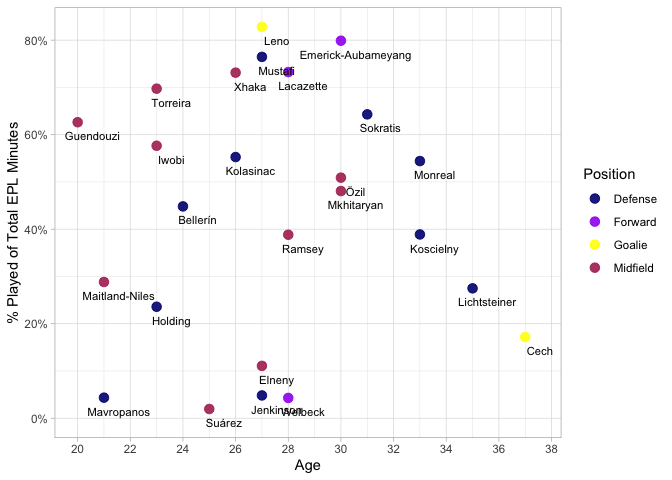 80%
60%
40%
20%
0%
% Played of Total EPL Minutes
Leno
Emerick-Aubameyang
Mustafi
Xhaka
Lacazette
Torreira
Guendouzi
Sokratis
Iwobi
Kolasinac
Monreal
Özil
Mkhitaryan
Bellerín
Ramsey
Koscielny
Maitland-Niles
Lichtsteiner
Holding
Cech
Elneny
Mavropanos
Jenkinson
Welbeck
Suárez
20 22 24 26 28 30 32 34 36 38
Age
Position
Defense
Forward
Goalie
Midfield